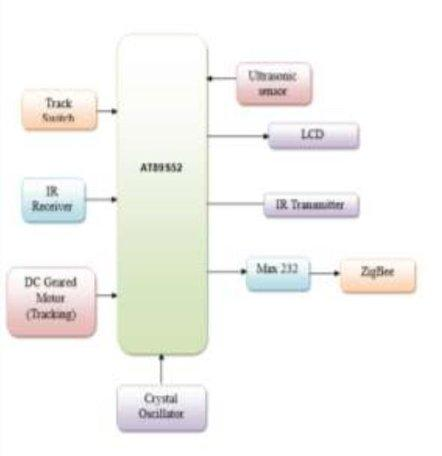 Ultrasonic
sensor
Track
Switch
LCD
AT89S52
IR
Receiver
IR Transmitter
Max 232
ZigBee
DC Geared
Motor
(Tracking)
Crystal
Oscillator